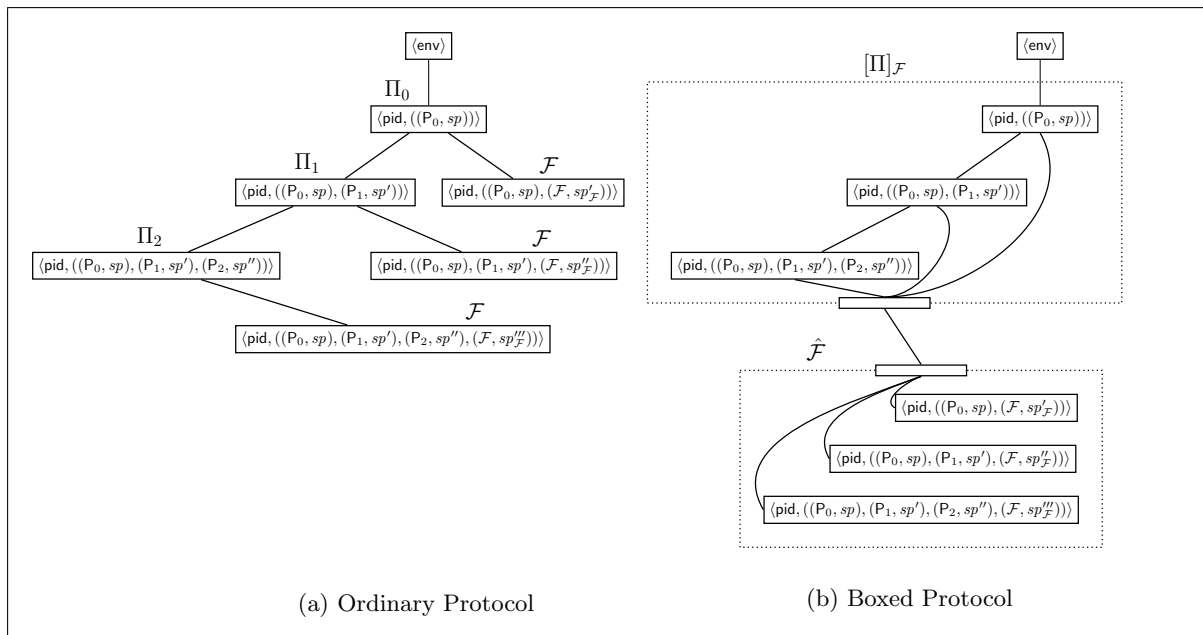 ⟨env⟩
Π₀
⟨pid, ((P₀, sp))⟩
Π₁
ℱ
⟨pid, ((P₀, sp), (P₁, sp′))⟩
⟨pid, ((P₀, sp), (ℱ, sp′_ℱ))⟩
Π₂
ℱ
⟨pid, ((P₀, sp), (P₁, sp′), (P₂, sp″))⟩
⟨pid, ((P₀, sp), (P₁, sp′), (ℱ, sp″_ℱ))⟩
ℱ
⟨pid, ((P₀, sp), (P₁, sp′), (P₂, sp″), (ℱ, sp‴_ℱ))⟩
(a) Ordinary Protocol
⟨env⟩
[Π]_ℱ
⟨pid, ((P₀, sp))⟩
⟨pid, ((P₀, sp), (P₁, sp′))⟩
⟨pid, ((P₀, sp), (P₁, sp′), (P₂, sp″))⟩
ℱ̂
⟨pid, ((P₀, sp), (ℱ, sp′_ℱ))⟩
⟨pid, ((P₀, sp), (P₁, sp′), (ℱ, sp″_ℱ))⟩
⟨pid, ((P₀, sp), (P₁, sp′), (P₂, sp″), (ℱ, sp‴_ℱ))⟩
(b) Boxed Protocol